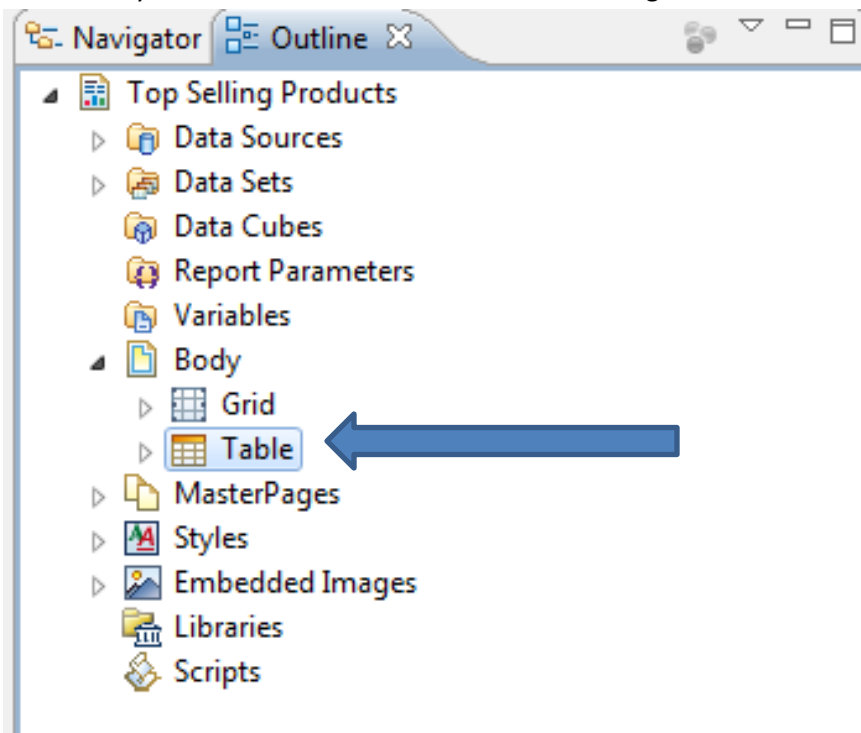 Navigator Outline
Top Selling Products
Data Sources
Data Sets
Data Cubes
Report Parameters
Variables
Body
Grid
Table
MasterPages
Styles
Embedded Images
Libraries
Scripts